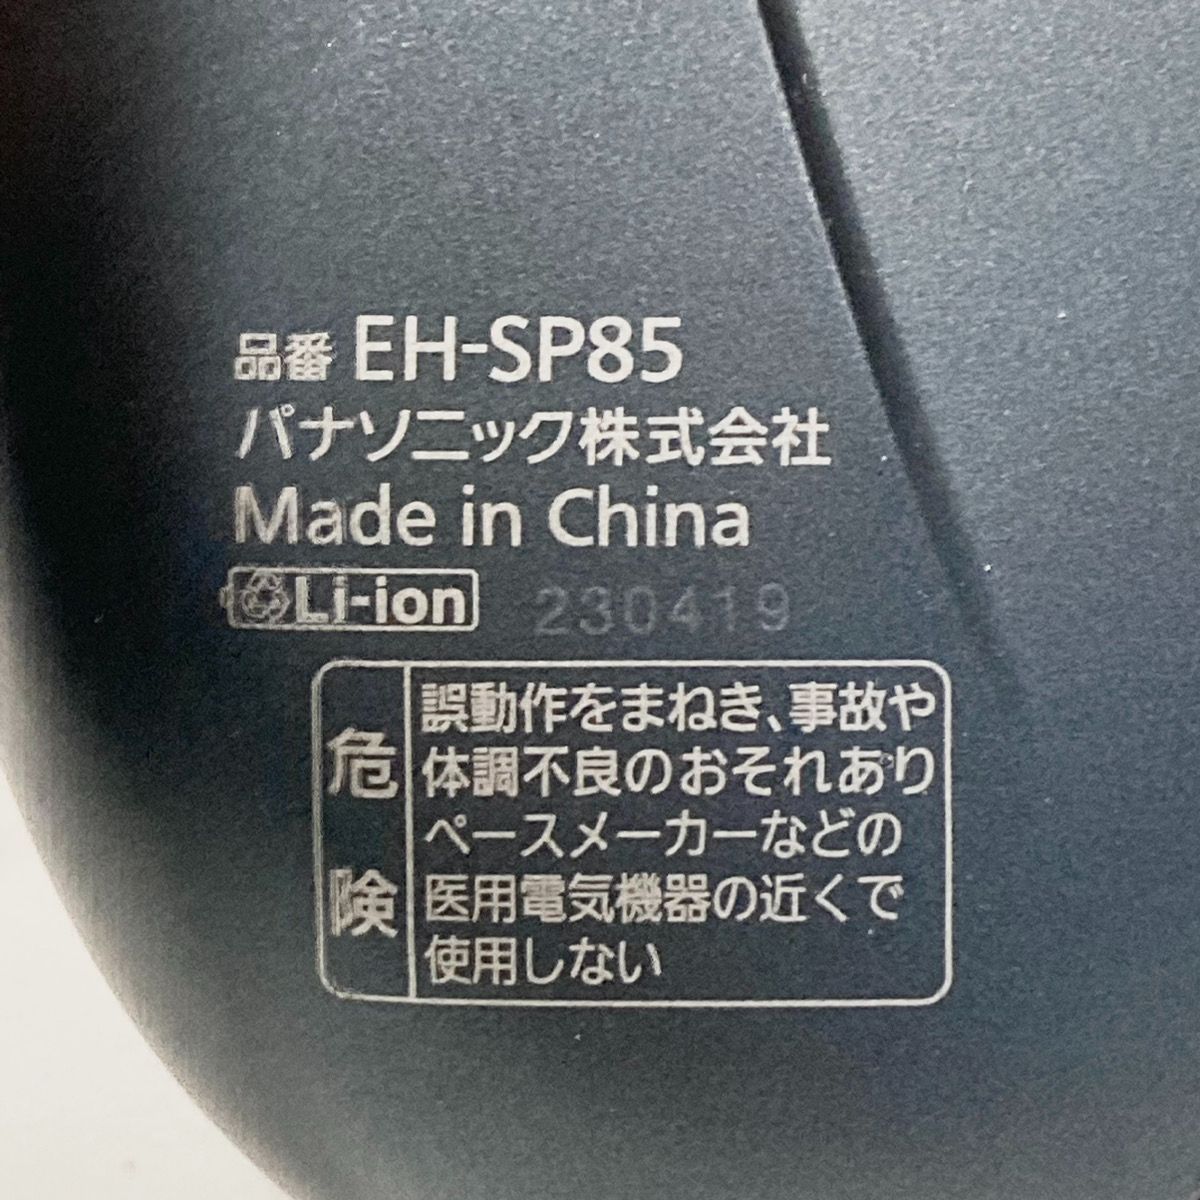 品番 EH-SP85
パナソニック株式会社
Made in China
Li-ion 230419
危険
誤動作をまねき、事故や
体調不良のおそれあり
ペースメーカーなどの
医用電気機器の近くで
使用しない